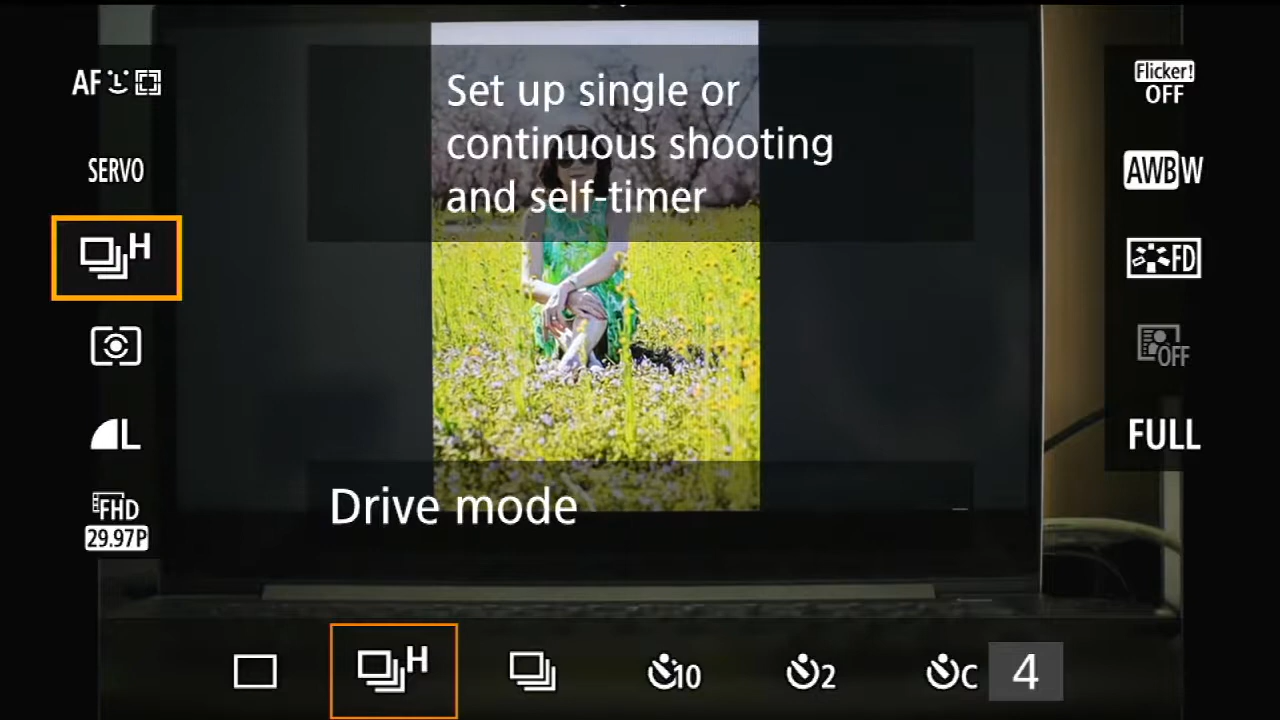 AF
SERVO
H
L
FHD
29.97P
Set up single or
continuous shooting
and self-timer
Drive mode
Flicker!
OFF
AWB W
FD
OFF
FULL
H
10
2
C
4